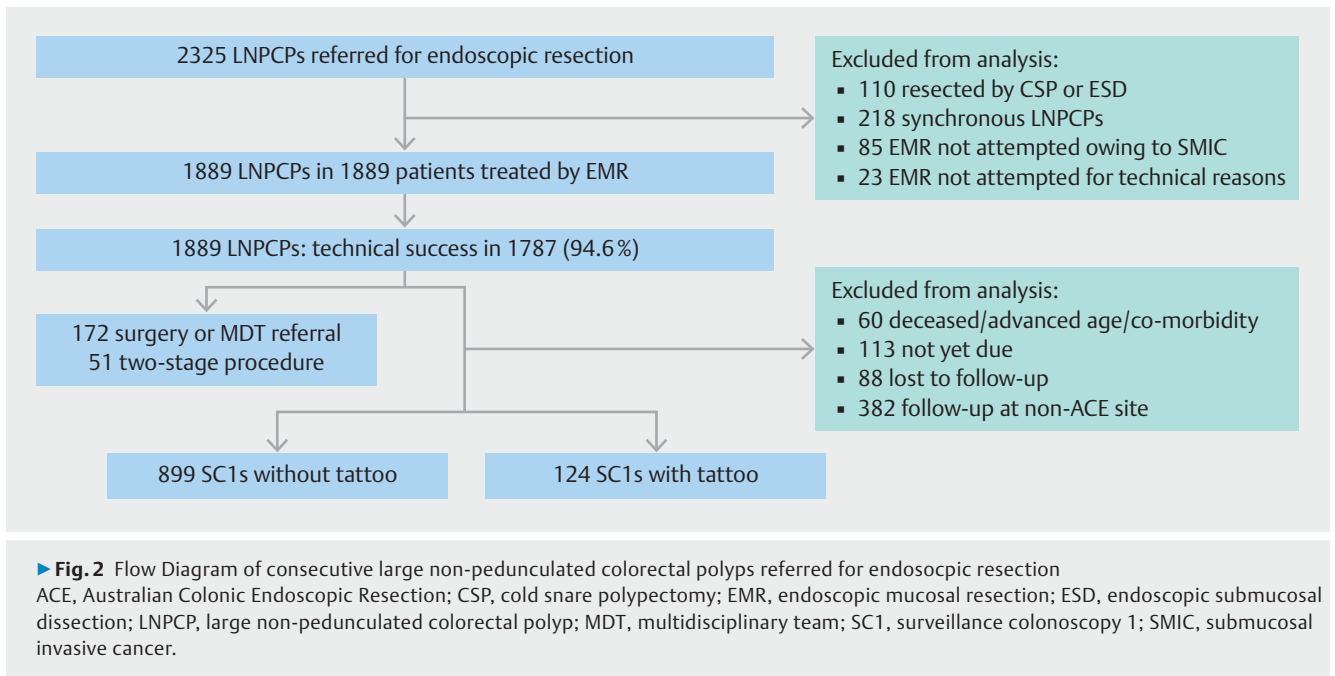 2325 LNPCPs referred for endoscopic resection
Excluded from analysis:
▪ 110 resected by CSP or ESD
▪ 218 synchronous LNPCPs
▪ 85 EMR not attempted owing to SMIC
▪ 23 EMR not attempted for technical reasons
1889 LNPCPs in 1889 patients treated by EMR
1889 LNPCPs: technical success in 1787 (94.6%)
172 surgery or MDT referral
51 two-stage procedure
Excluded from analysis:
▪ 60 deceased/advanced age/co-morbidity
▪ 113 not yet due
▪ 88 lost to follow-up
▪ 382 follow-up at non-ACE site
899 SC1s without tattoo
124 SC1s with tattoo
▶ Fig. 2 Flow Diagram of consecutive large non-pedunculated colorectal polyps referred for endosocpic resection
ACE, Australian Colonic Endoscopic Resection; CSP, cold snare polypectomy; EMR, endoscopic mucosal resection; ESD, endoscopic submucosal
dissection; LNPCP, large non-pedunculated colorectal polyp; MDT, multidisciplinary team; SC1, surveillance colonoscopy 1; SMIC, submucosal
invasive cancer.